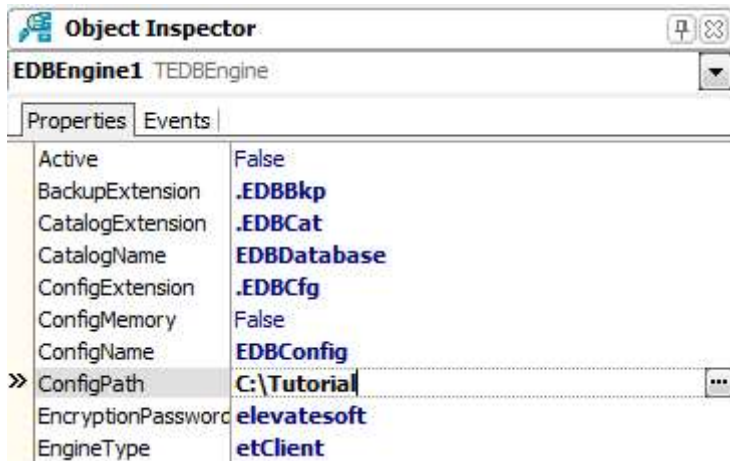 Object Inspector
EDBEngine1 TEDBEngine
Properties Events
Active False
BackupExtension .EDBBkp
CatalogExtension .EDBCat
CatalogName EDBDatabase
ConfigExtension .EDBCfg
ConfigMemory False
ConfigName EDBConfig
» ConfigPath C:\Tutorial ...
EncryptionPassword elevatesoft
EngineType etClient